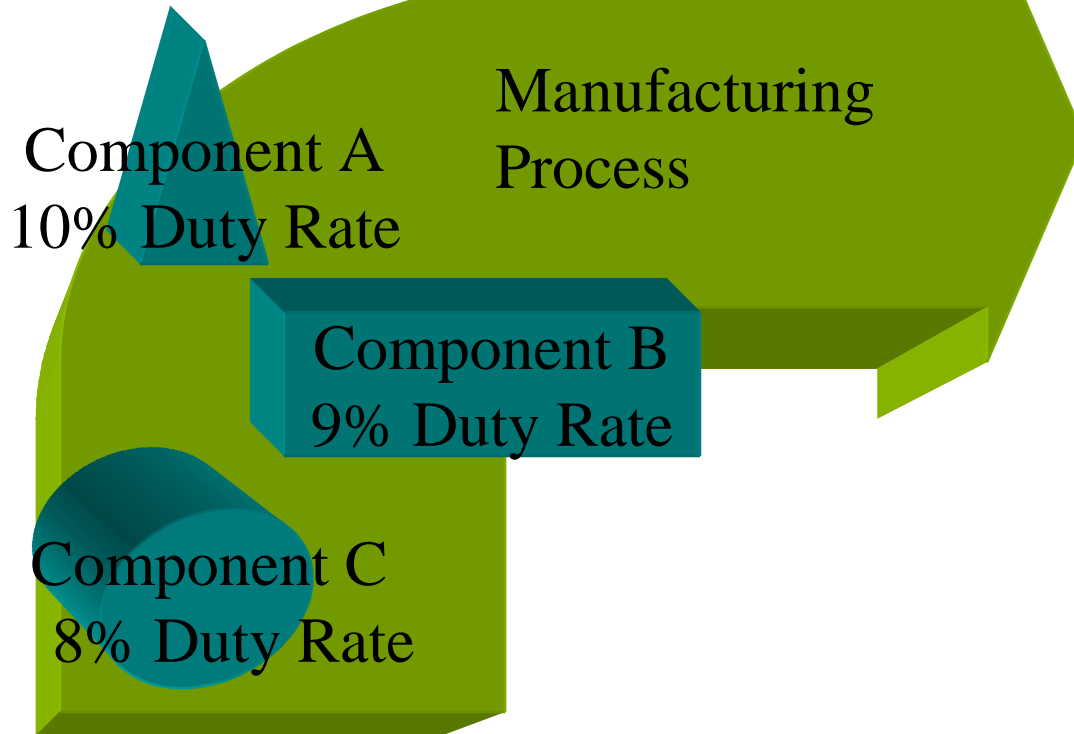 Manufacturing
Process
Component A
10% Duty Rate
Component B
9% Duty Rate
Component C
8% Duty Rate